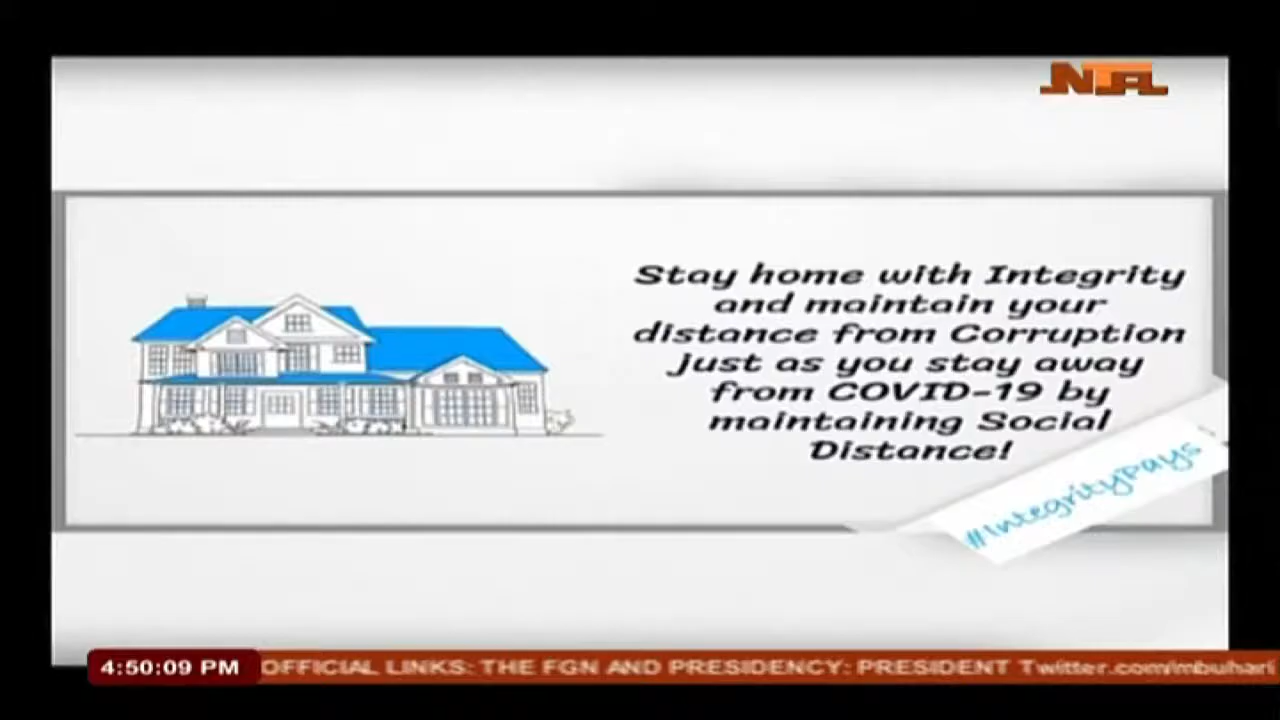 NTA
Stay home with Integrity
and maintain your
distance from Corruption
just as you stay away
from COVID-19 by
maintaining Social
Distance!
#IntegrityPays
4:50:09 PM OFFICIAL LINKS: THE FGN AND PRESIDENCY: PRESIDENT Twitter.com/mbuhari